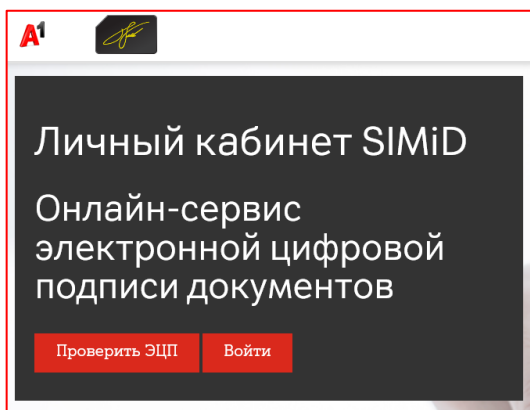 A1
Личный кабинет SIMiD
Онлайн-сервис
электронной цифровой
подписи документов
Проверить ЭЦП Войти